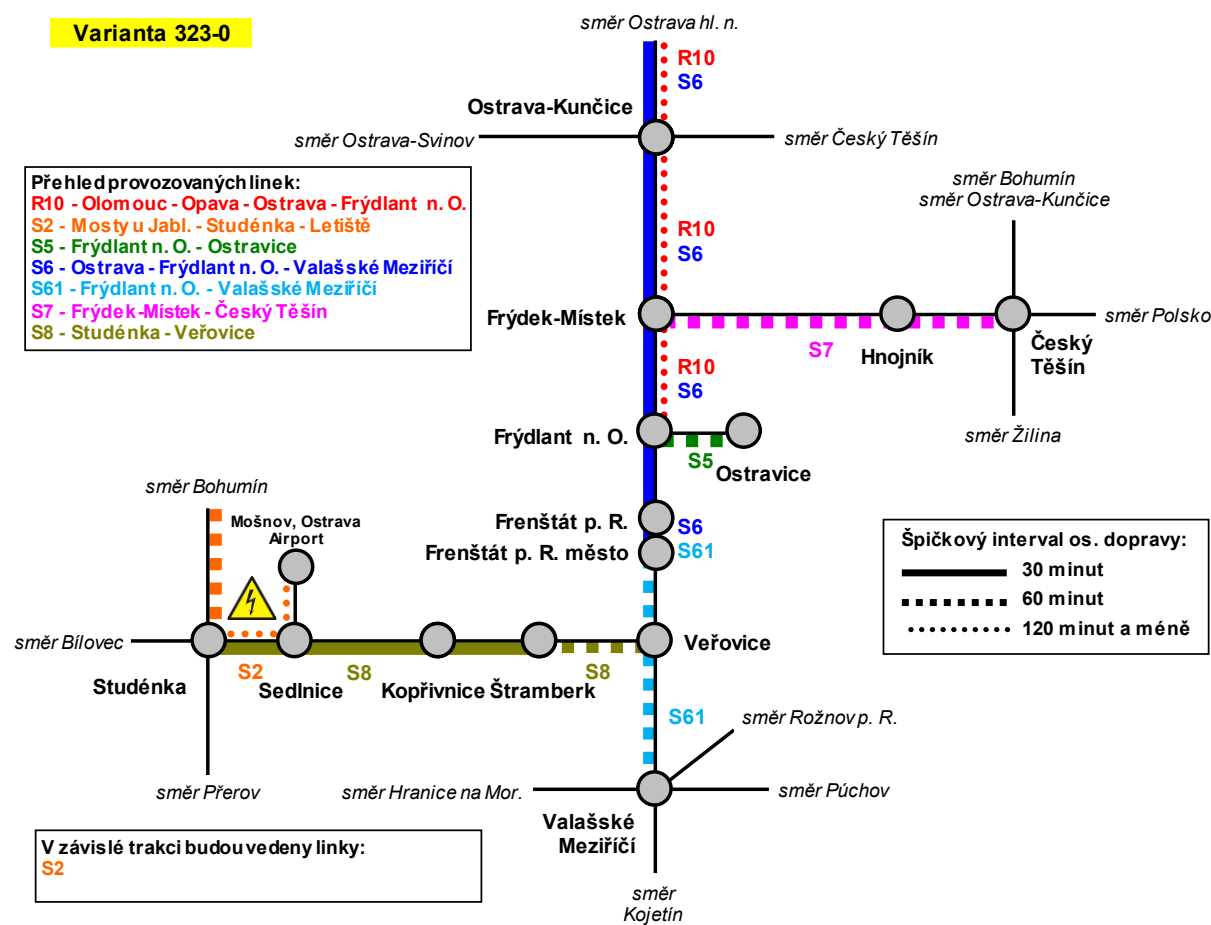 Varianta 323-0
směr Ostrava hl. n.
R10
S6
Ostrava-Kunčice
směr Ostrava-Svinov
směr Český Těšín
Přehled provozovaných linek:
R10 - Olomouc - Opava - Ostrava - Frýdlant n. O.
S2 - Mosty u Jabl. - Studénka - Letiště
S5 - Frýdlant n. O. - Ostravice
S6 - Ostrava - Frýdlant n. O. - Valašské Meziříčí
S61 - Frýdlant n. O. - Valašské Meziříčí
S7 - Frýdek-Místek - Český Těšín
S8 - Studénka - Veřovice
směr Bohumín
směr Ostrava-Kunčice
R10
S6
Frýdek-Místek
směr Polsko
S7
Hnojník
Český
Těšín
R10
S6
Frýdlant n. O.
směr Žilina
S5
Ostravice
směr Bohumín
Mošnov, Ostrava
Airport
Frenštát p. R.
S6
Frenštát p. R. město
S61
Špičkový interval os. dopravy:
30 minut
60 minut
120 minut a méně
směr Bílovec
Veřovice
Studénka
S2
Sedlnice
S8
Kopřivnice
Štramberk
S8
S61
směr Rožnov p. R.
směr Přerov
směr Hranice na Mor.
směr Púchov
Valašské
Meziříčí
V závislé trakci budou vedeny linky:
S2
směr
Kojetín